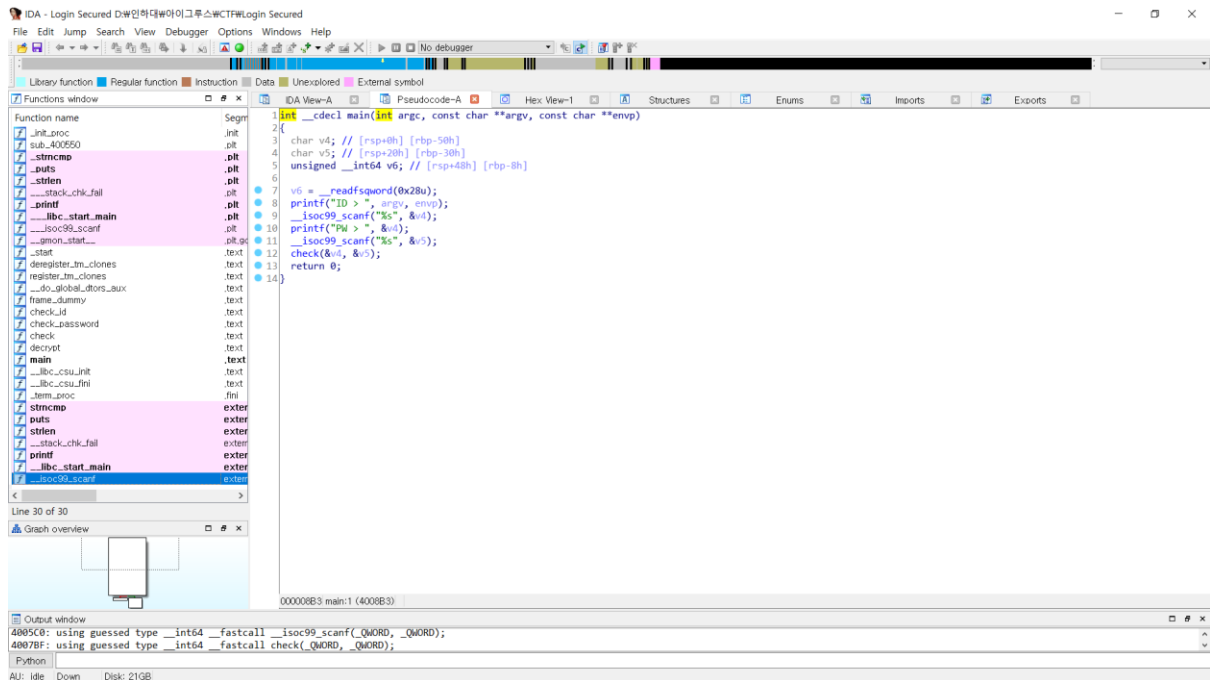 IDA - Login Secured D:₩인하대₩아이그루스₩CTF₩Login Secured
File Edit Jump Search View Debugger Options Windows Help
No debugger
Library function Regular function Instruction Data Unexplored External symbol
Functions window
IDA View-A Pseudocode-A Hex View-1 Structures Enums Imports Exports
Function name Segm
_init_proc .init
sub_400550 .plt
_strncmp .plt
_puts .plt
_strlen .plt
___stack_chk_fail .plt
_printf .plt
___libc_start_main .plt
___isoc99_scanf .plt
__gmon_start__ .plt.gc
_start .text
deregister_tm_clones .text
register_tm_clones .text
__do_global_dtors_aux .text
frame_dummy .text
check_id .text
check_password .text
check .text
decrypt .text
main .text
__libc_csu_init .text
__libc_csu_fini .text
_term_proc .fini
strncmp exter
puts exter
strlen exter
__stack_chk_fail extern
printf exter
__libc_start_main exter
__isoc99_scanf extern
Line 30 of 30
Graph overview
1 int __cdecl main(int argc, const char **argv, const char **envp)
2 {
3 char v4; // [rsp+0h] [rbp-50h]
4 char v5; // [rsp+20h] [rbp-30h]
5 unsigned __int64 v6; // [rsp+48h] [rbp-8h]
6
7 v6 = __readfsqword(0x28u);
8 printf("ID > ", argv, envp);
9 __isoc99_scanf("%s", &v4);
10 printf("PW > ", &v4);
11 __isoc99_scanf("%s", &v5);
12 check(&v4, &v5);
13 return 0;
14 }
000008B3 main:1 (4008B3)
Output window
4005C0: using guessed type __int64 __fastcall __isoc99_scanf(_QWORD, _QWORD);
4007BF: using guessed type __int64 __fastcall check(_QWORD, _QWORD);
Python
AU: idle Down Disk: 21GB